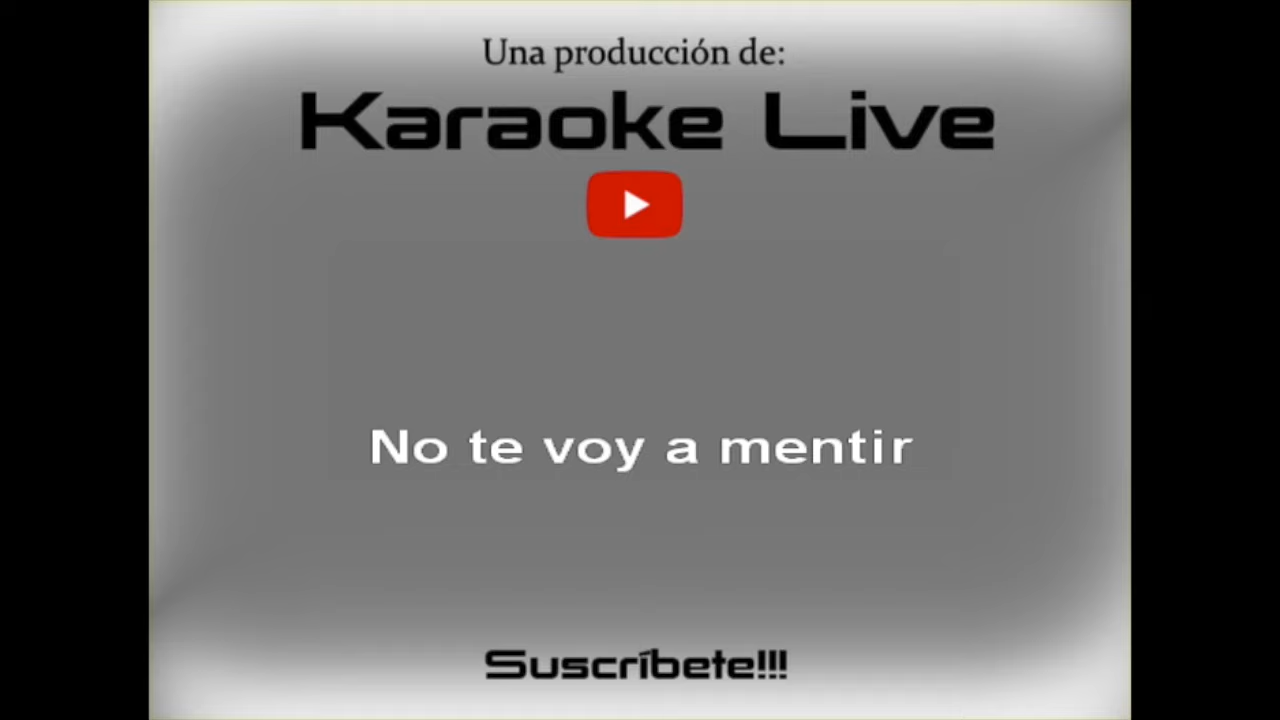 Una producción de:
Karaoke Live
No te voy a mentir
Suscríbete!!!